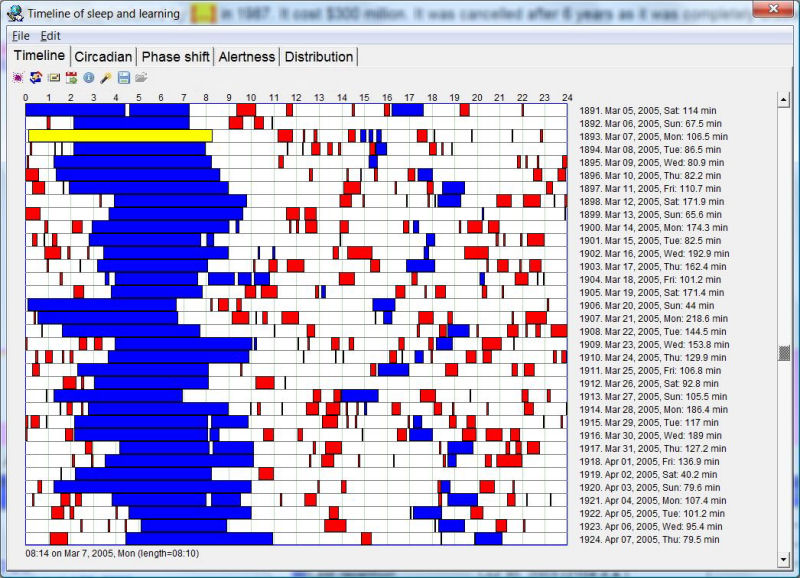 Timeline of sleep and learning
in 1987. It cost $300 million. It was cancelled after 6 years as it was completely
File Edit
Timeline Circadian Phase shift Alertness Distribution
0 1 2 3 4 5 6 7 8 9 10 11 12 13 14 15 16 17 18 19 20 21 22 23 24
1891. Mar 05, 2005, Sat: 114 min
1892. Mar 06, 2005, Sun: 67.5 min
1893. Mar 07, 2005, Mon: 106.5 min
1894. Mar 08, 2005, Tue: 86.5 min
1895. Mar 09, 2005, Wed: 80.9 min
1896. Mar 10, 2005, Thu: 82.2 min
1897. Mar 11, 2005, Fri: 110.7 min
1898. Mar 12, 2005, Sat: 171.9 min
1899. Mar 13, 2005, Sun: 65.6 min
1900. Mar 14, 2005, Mon: 174.3 min
1901. Mar 15, 2005, Tue: 82.5 min
1902. Mar 16, 2005, Wed: 192.9 min
1903. Mar 17, 2005, Thu: 162.4 min
1904. Mar 18, 2005, Fri: 101.2 min
1905. Mar 19, 2005, Sat: 171.4 min
1906. Mar 20, 2005, Sun: 44 min
1907. Mar 21, 2005, Mon: 218.6 min
1908. Mar 22, 2005, Tue: 144.5 min
1909. Mar 23, 2005, Wed: 153.8 min
1910. Mar 24, 2005, Thu: 129.9 min
1911. Mar 25, 2005, Fri: 106.8 min
1912. Mar 26, 2005, Sat: 92.8 min
1913. Mar 27, 2005, Sun: 105.5 min
1914. Mar 28, 2005, Mon: 186.4 min
1915. Mar 29, 2005, Tue: 117 min
1916. Mar 30, 2005, Wed: 189 min
1917. Mar 31, 2005, Thu: 127.2 min
1918. Apr 01, 2005, Fri: 136.9 min
1919. Apr 02, 2005, Sat: 40.2 min
1920. Apr 03, 2005, Sun: 79.6 min
1921. Apr 04, 2005, Mon: 107.4 min
1922. Apr 05, 2005, Tue: 101.2 min
1923. Apr 06, 2005, Wed: 95.4 min
1924. Apr 07, 2005, Thu: 79.5 min
08:14 on Mar 7, 2005, Mon (length=08:10)